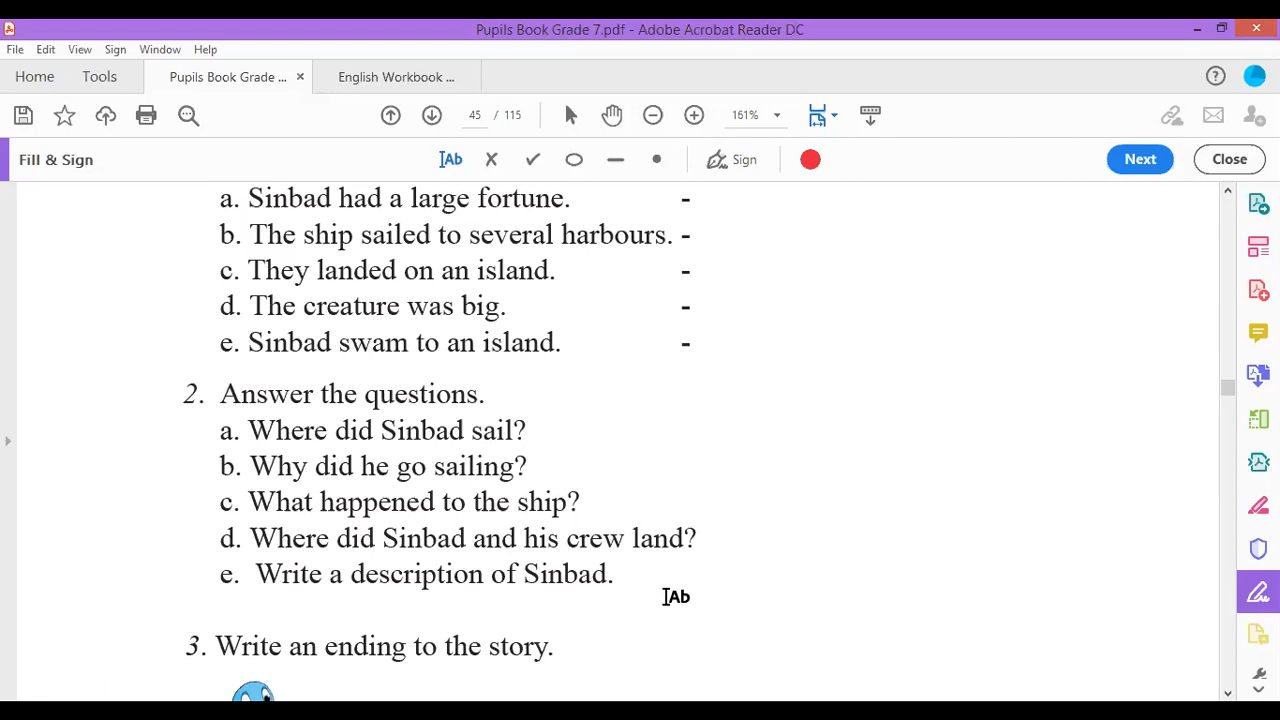 Pupils Book Grade 7.pdf - Adobe Acrobat Reader DC
File Edit View Sign Window Help
Home Tools Pupils Book Grade ... × English Workbook ...
45 / 115 161%
Fill & Sign Ab Sign Next Close
a. Sinbad had a large fortune. -
b. The ship sailed to several harbours. -
c. They landed on an island. -
d. The creature was big. -
e. Sinbad swam to an island. -
2. Answer the questions.
a. Where did Sinbad sail?
b. Why did he go sailing?
c. What happened to the ship?
d. Where did Sinbad and his crew land?
e. Write a description of Sinbad.
Ab
3. Write an ending to the story.